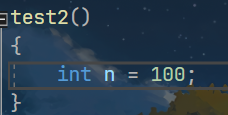 test2()
{
    int n = 100;
}